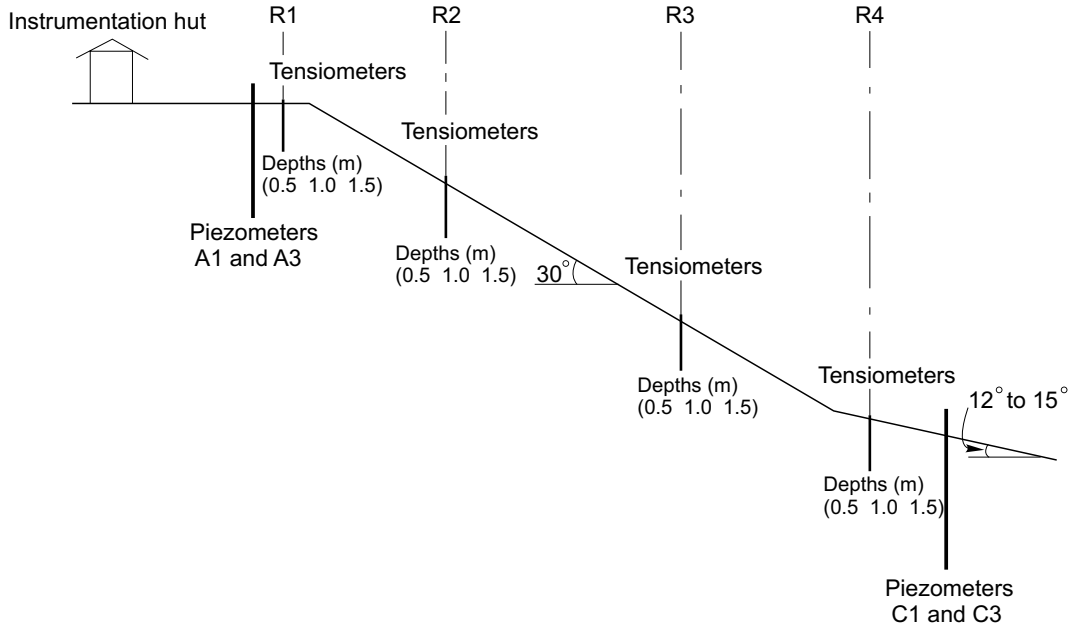 Instrumentation hut
R1
R2
R3
R4
Tensiometers
Depths (m)
(0.5 1.0 1.5)
Piezometers
A1 and A3
Tensiometers
Depths (m)
(0.5 1.0 1.5)
30°
Tensiometers
Depths (m)
(0.5 1.0 1.5)
Tensiometers
12° to 15°
Depths (m)
(0.5 1.0 1.5)
Piezometers
C1 and C3